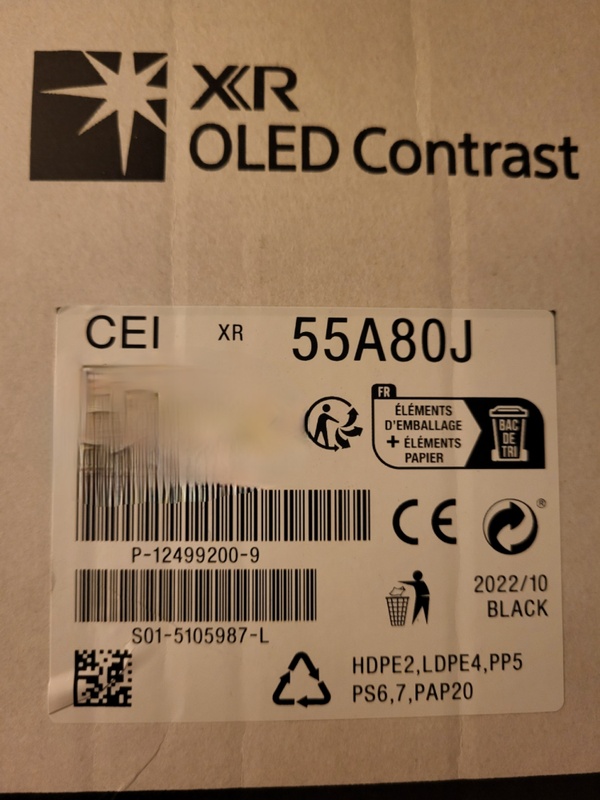 XR
OLED Contrast
CEI XR 55A80J
FR
ÉLÉMENTS
D'EMBALLAGE
+ ÉLÉMENTS
PAPIER
BAC
DE
TRI
CE
®
P-12499200-9
2022/10
BLACK
S01-5105987-L
HDPE2,LDPE4,PP5
PS6,7,PAP20